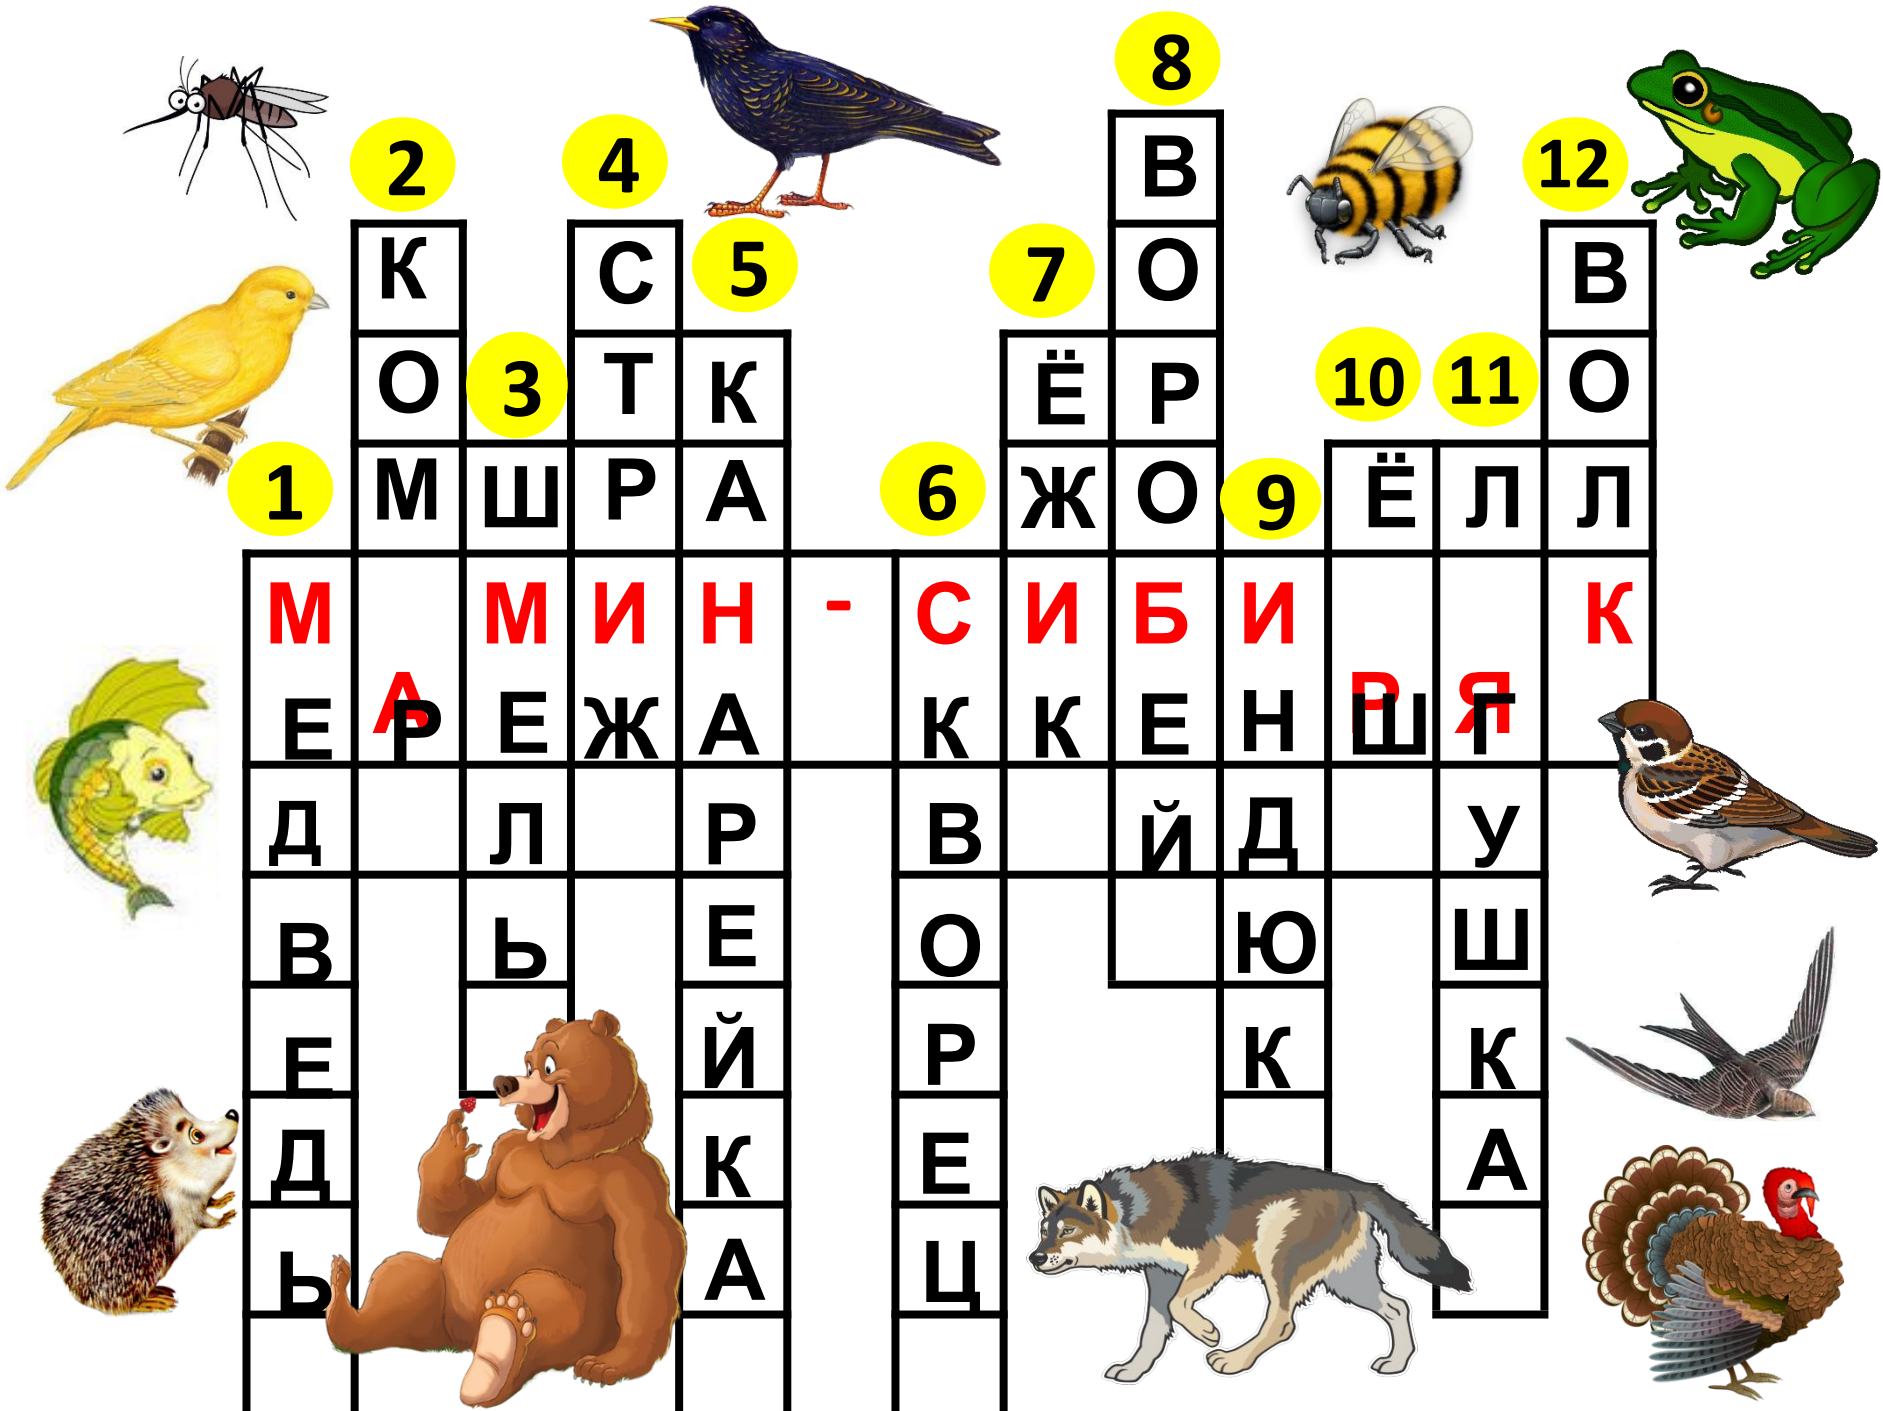 8
В
2
4
12
К
С
5
7
О
В
О
3
Т
К
Ё
Р
10
11
О
1
М
Ш
Р
А
6
Ж
О
9
Ё
Л
Л
М А М И Н - С И Б И Р Я К
Е Р Е Ж А К К Е Н Ш Г
Д Л Р В Й Д У
В Ь Е О Ю Ш
Е Й Р К К
Д К Е А
Ь А Ц